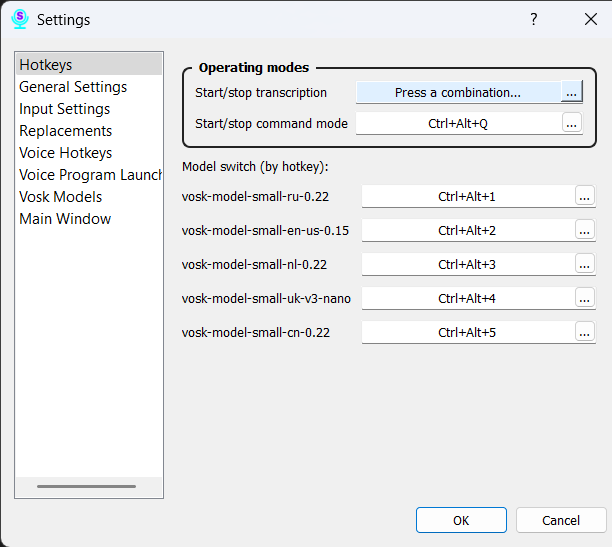 Settings
?
Hotkeys
General Settings
Input Settings
Replacements
Voice Hotkeys
Voice Program Launch
Vosk Models
Main Window
Operating modes
Start/stop transcription Press a combination... ...
Start/stop command mode Ctrl+Alt+Q ...
Model switch (by hotkey):
vosk-model-small-ru-0.22 Ctrl+Alt+1 ...
vosk-model-small-en-us-0.15 Ctrl+Alt+2 ...
vosk-model-small-nl-0.22 Ctrl+Alt+3 ...
vosk-model-small-uk-v3-nano Ctrl+Alt+4 ...
vosk-model-small-cn-0.22 Ctrl+Alt+5 ...
OK Cancel